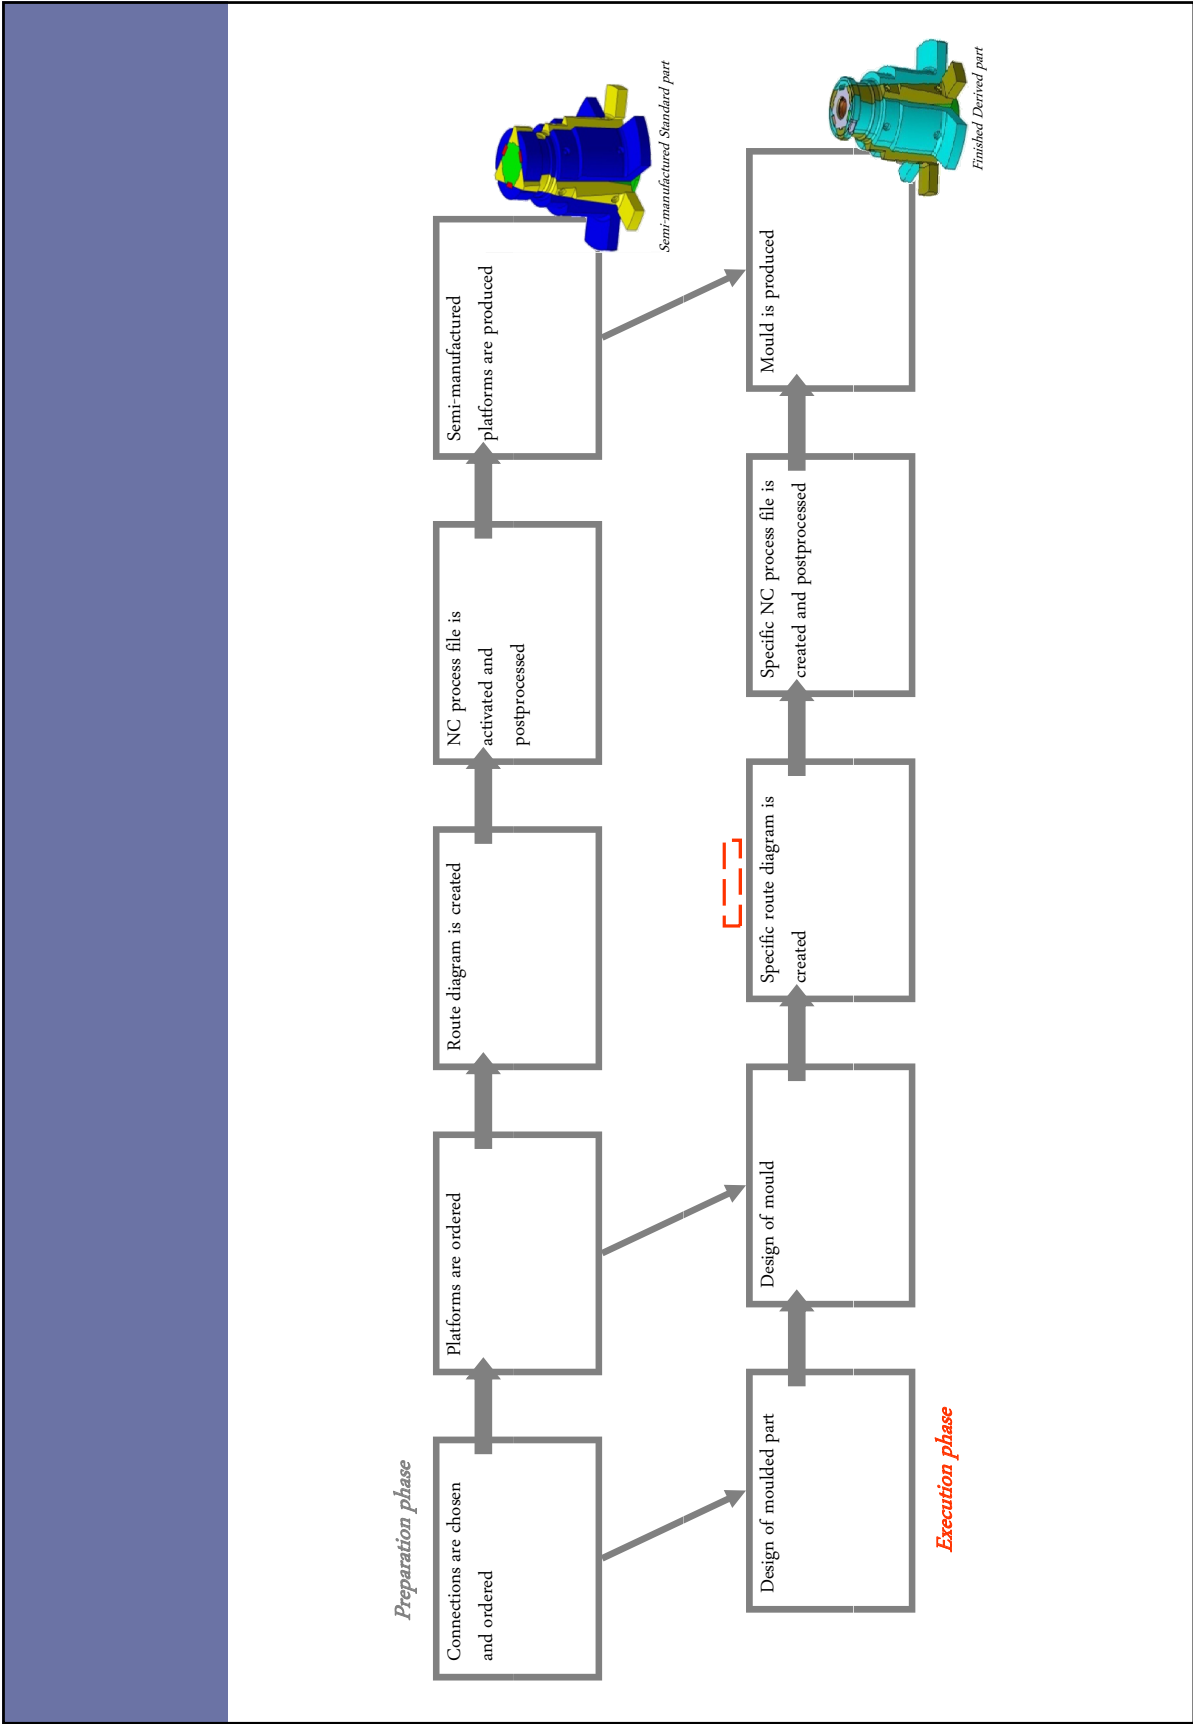 Preparation phase
Connections are chosen
and ordered
Platforms are ordered
Route diagram is created
NC process file is
activated and
postprocessed
Semi-manufactured
platforms are produced
Semi-manufactured Standard part
Design of moulded part
Design of mould
Specific route diagram is
created
Specific NC process file is
created and postprocessed
Mould is produced
Finished Derived part
Execution phase